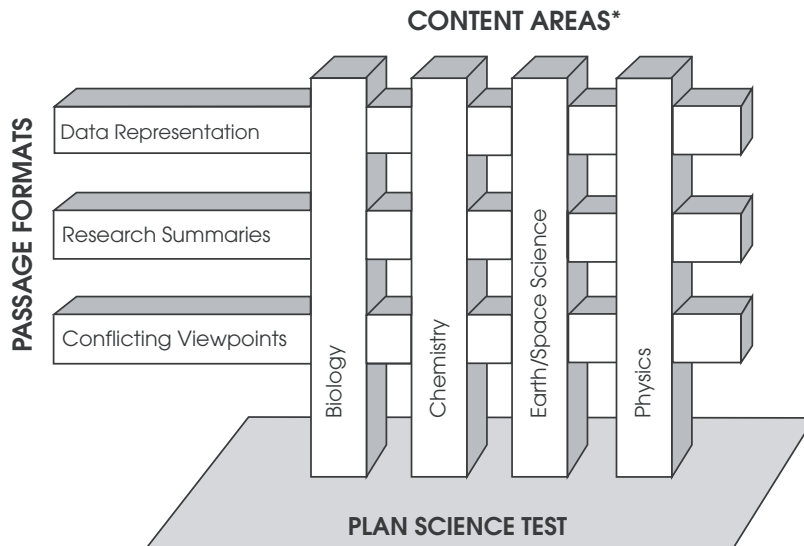 CONTENT AREAS*
PASSAGE FORMATS
Data Representation
Research Summaries
Conflicting Viewpoints
Biology
Chemistry
Earth/Space Science
Physics
PLAN SCIENCE TEST